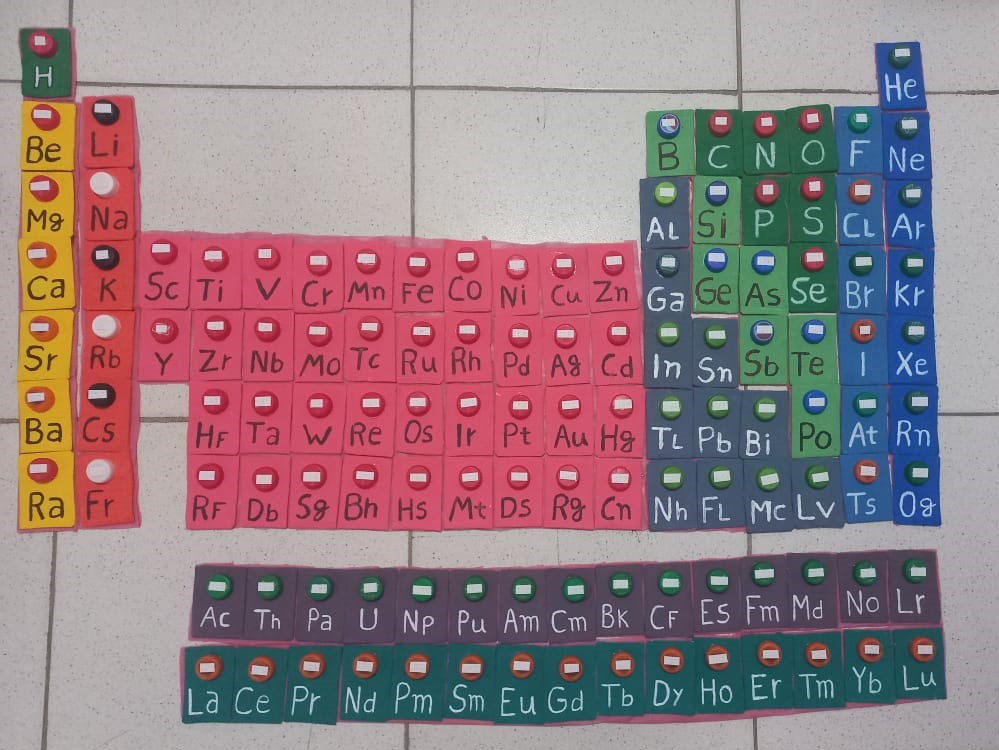 H He
Be Li B C N O F Ne
Mg Na AL Si P S CL Ar
Ca K Sc Ti V Cr Mn Fe Co Ni Cu Zn Ga Ge As Se Br Kr
Sr Rb Y Zr Nb Mo Tc Ru Rh Pd Ag Cd In Sn Sb Te I Xe
Ba Cs HF Ta W Re Os Ir Pt Au Hg TL Pb Bi Po At Rn
Ra Fr RF Db Sg Bh Hs Mt Ds Rg Cn Nh FL Mc Lv Ts Og
Ac Th Pa U Np Pu Am Cm Bk CF Es Fm Md No Lr
La Ce Pr Nd Pm Sm Eu Gd Tb Dy Ho Er Tm Yb Lu